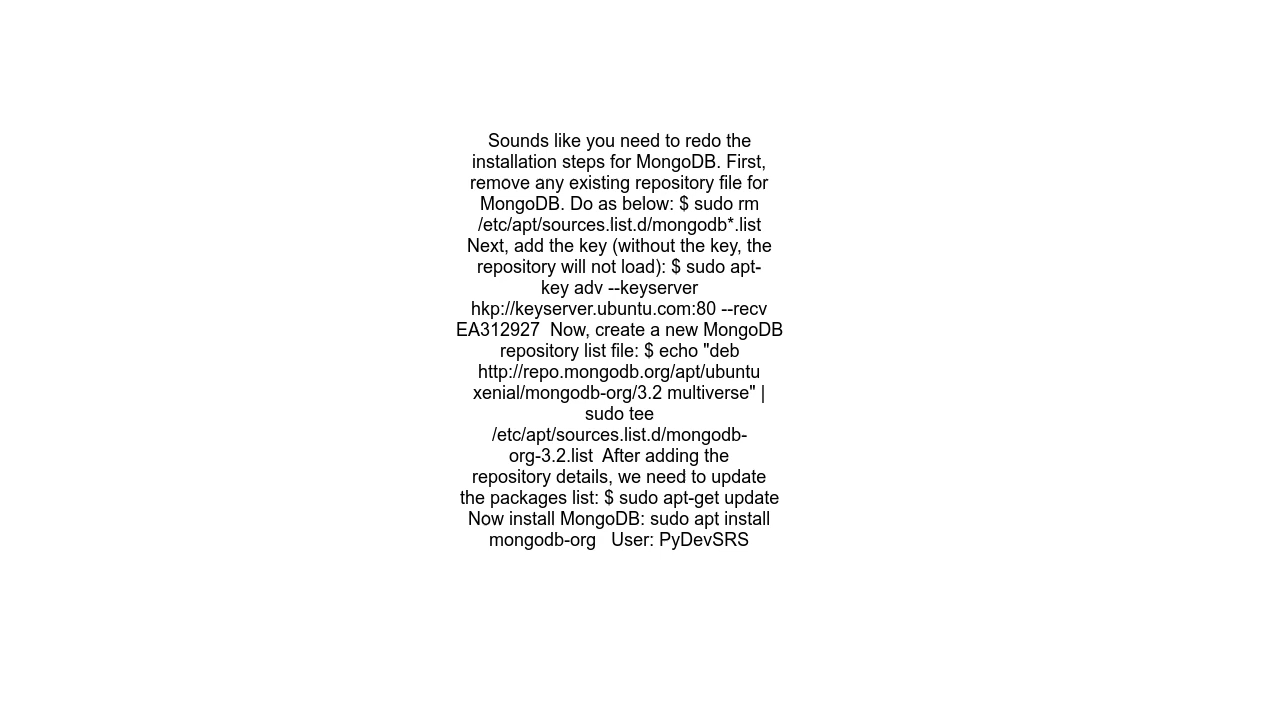 Sounds like you need to redo the
installation steps for MongoDB. First,
remove any existing repository file for
MongoDB. Do as below: $ sudo rm
/etc/apt/sources.list.d/mongodb*.list
Next, add the key (without the key, the
repository will not load): $ sudo apt-
key adv --keyserver
hkp://keyserver.ubuntu.com:80 --recv
EA312927  Now, create a new MongoDB
repository list file: $ echo "deb
http://repo.mongodb.org/apt/ubuntu
xenial/mongodb-org/3.2 multiverse" |
sudo tee
/etc/apt/sources.list.d/mongodb-
org-3.2.list  After adding the
repository details, we need to update
the packages list: $ sudo apt-get update
Now install MongoDB: sudo apt install
mongodb-org   User: PyDevSRS